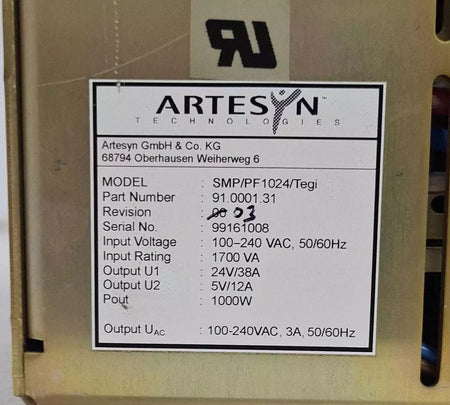 ARTESYN™
TECHNOLOGIES
Artesyn GmbH & Co. KG
68794 Oberhausen Weiherweg 6
MODEL : SMP/PF1024/Tegi
Part Number : 91.0001.31
Revision : 00 03
Serial No. : 99161008
Input Voltage : 100–240 VAC, 50/60Hz
Input Rating : 1700 VA
Output U1 : 24V/38A
Output U2 : 5V/12A
Pout : 1000W
Output UAC : 100-240VAC, 3A, 50/60Hz